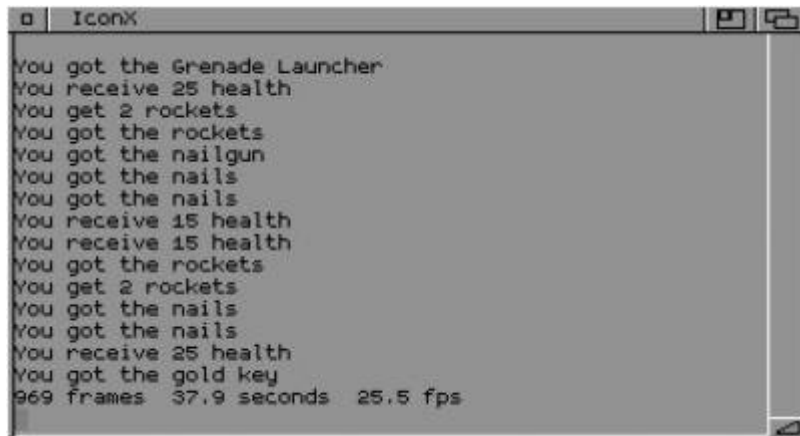 IconX
You got the Grenade Launcher
You receive 25 health
You get 2 rockets
You got the rockets
You got the nailgun
You got the nails
You got the nails
You receive 15 health
You receive 15 health
You got the rockets
You get 2 rockets
You got the nails
You got the nails
You receive 25 health
You got the gold key
969 frames  37.9 seconds  25.5 fps